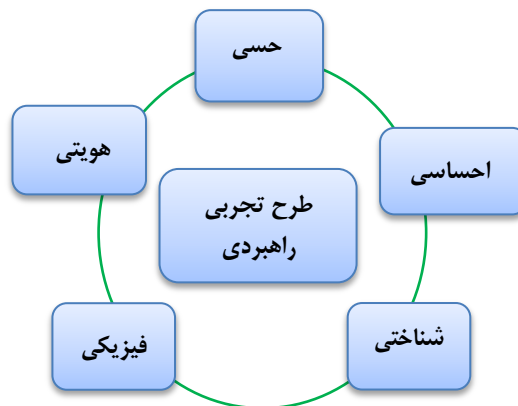 حسی
هویتی
احساسی
طرح تجربی
راهبردی
فیزیکی
شناختی